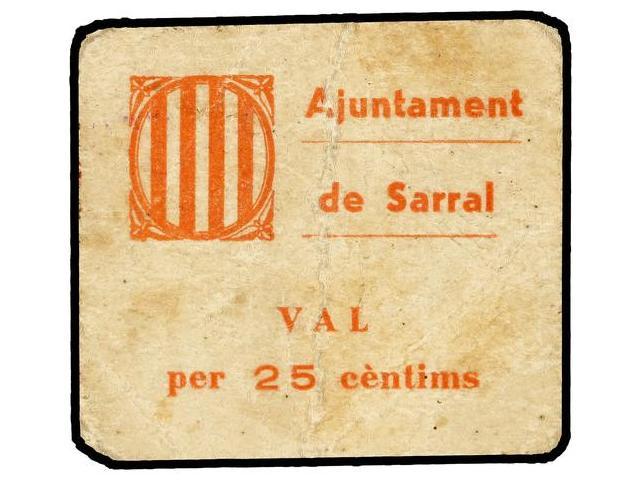 Ajuntament
de Sarral
VAL
per 25 cèntims